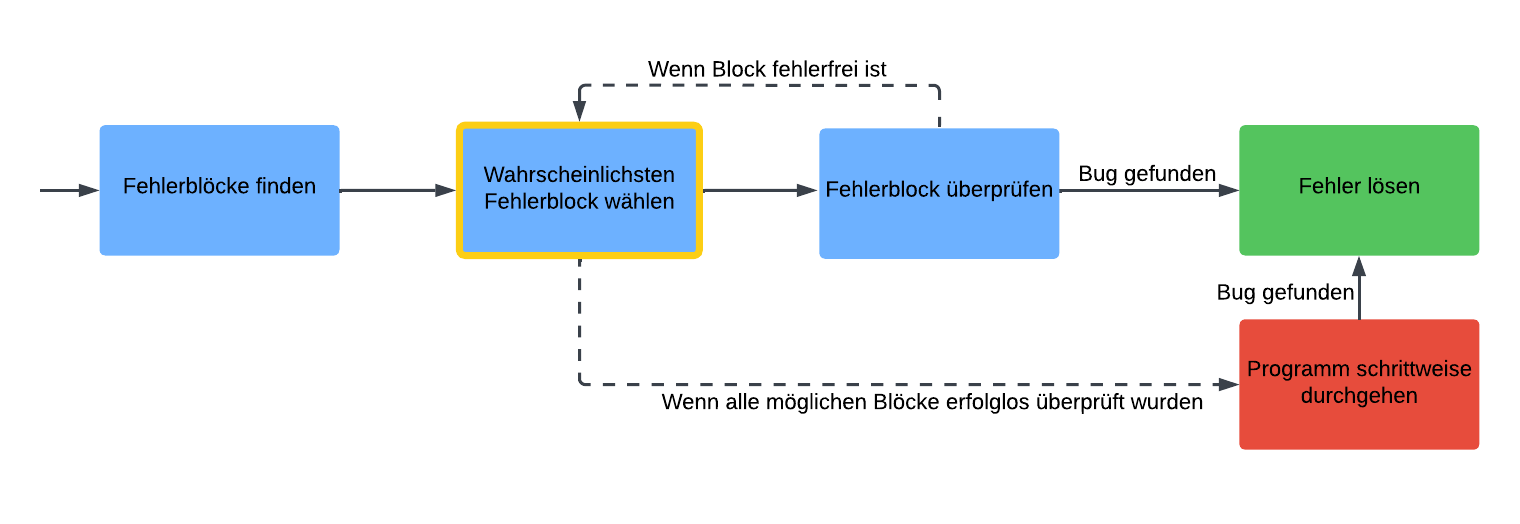 Wenn Block fehlerfrei ist
Fehlerblöcke finden
Wahrscheinlichsten
Fehlerblock wählen
Fehlerblock überprüfen
Bug gefunden
Fehler lösen
Bug gefunden
Programm schrittweise
durchgehen
Wenn alle möglichen Blöcke erfolglos überprüft wurden